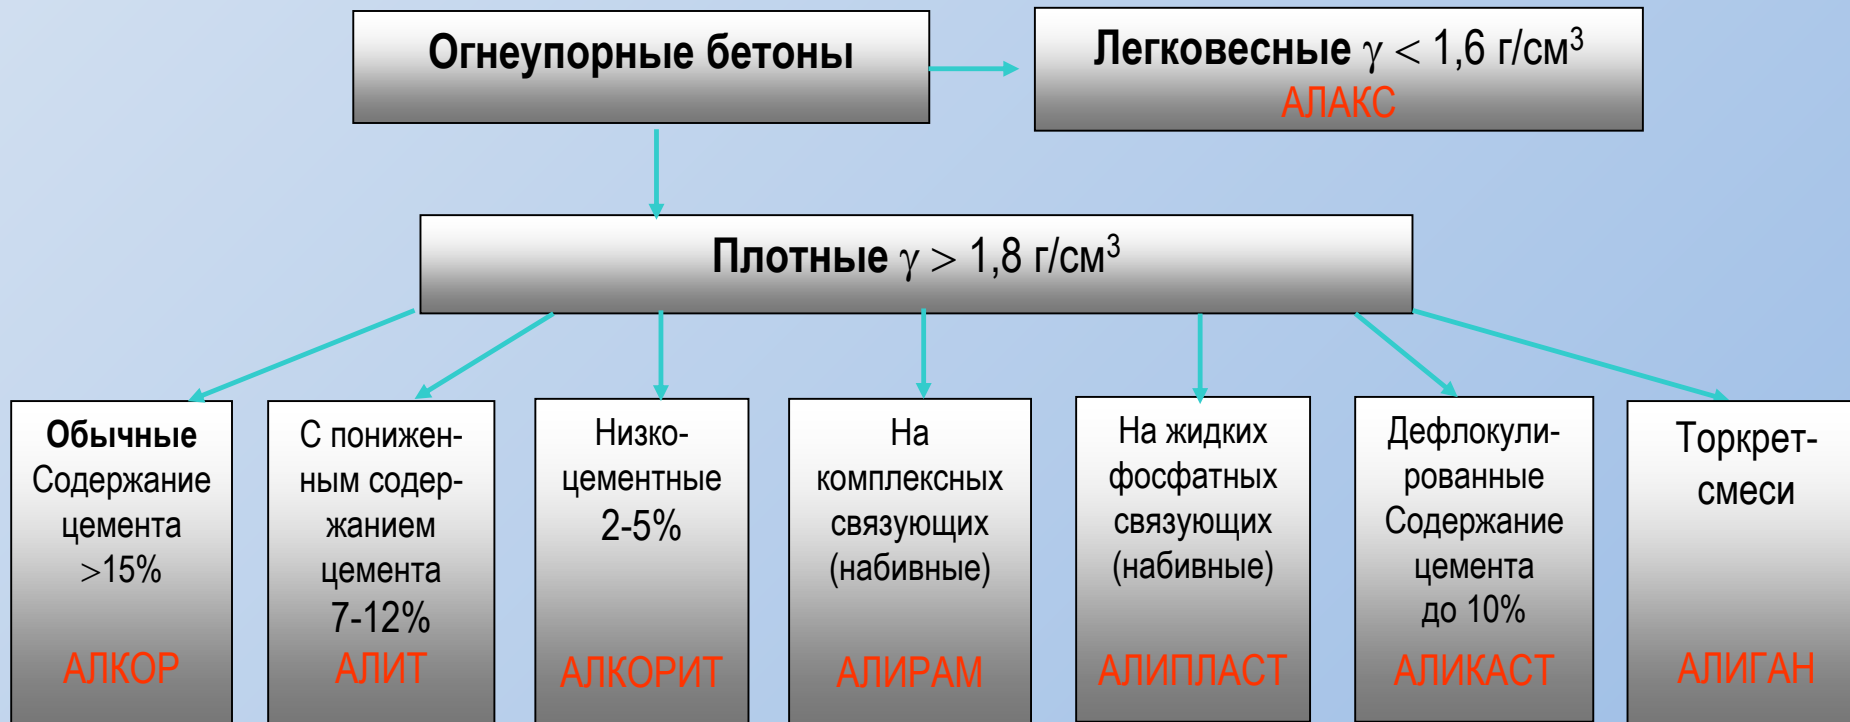 Огнеупорные бетоны
Легковесные γ < 1,6 г/см³
АЛАКС
Плотные γ > 1,8 г/см³
Обычные
Содержание
цемента
>15%
АЛКОР
С понижен-
ным содер-
жанием
цемента
7-12%
АЛИТ
Низко-
цементные
2-5%
АЛКОРИТ
На
комплексных
связующих
(набивные)
АЛИРАМ
На жидких
фосфатных
связующих
(набивные)
АЛИПЛАСТ
Дефлокули-
рованные
Содержание
цемента
до 10%
АЛИКАСТ
Торкрет-
смеси
АЛИГАН